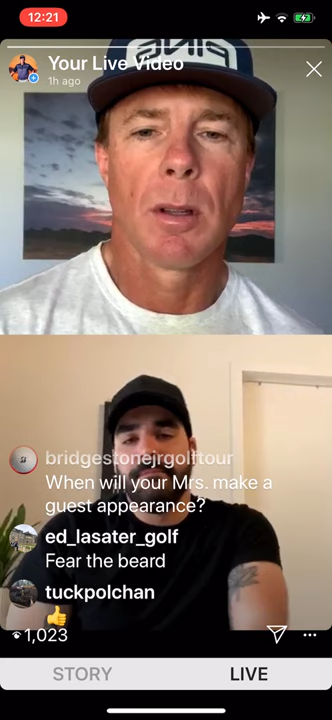 12:21
PING
Your Live Video
1h ago
bridgestonejrgolftour
When will your Mrs. make a
guest appearance?
ed_lasater_golf
Fear the beard
tuckpolchan
👍
1,023
STORY
LIVE